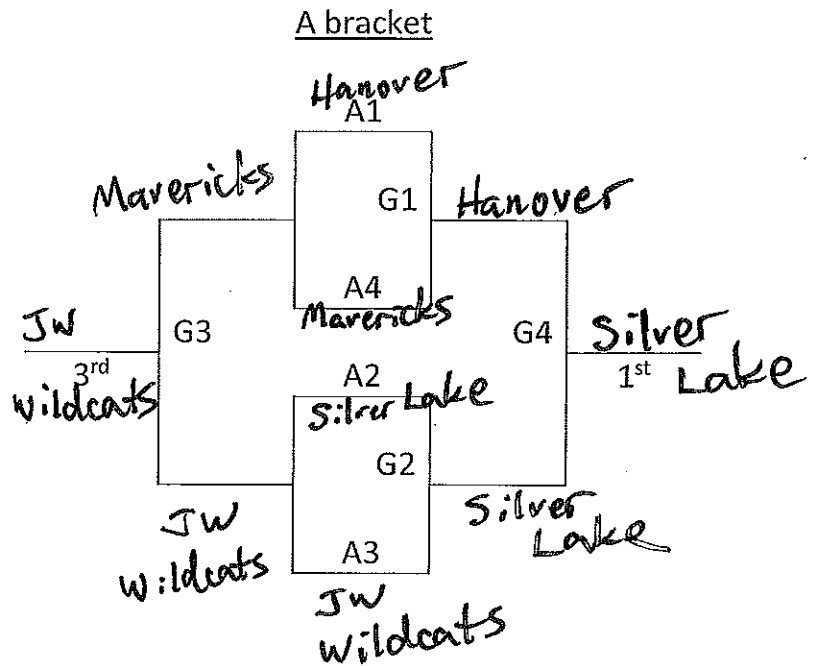 A bracket
Hanover
A1
Mavericks
G1 Hanover
A4
Mavericks
JW
G3
G4
Silver
3rd
A2
1st
Lake
Wildcats
Silver Lake
G2
JW
Silver
Wildcats
A3
Lake
JW
Wildcats